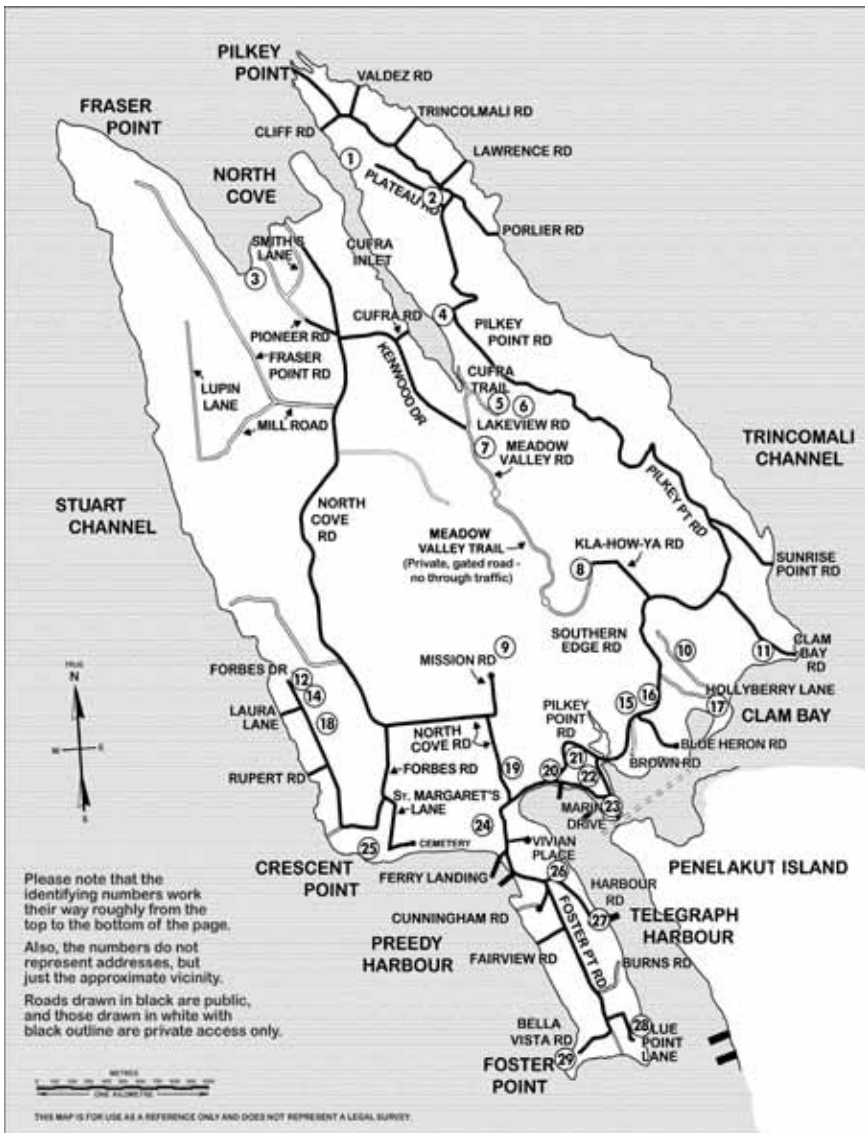 PILKEY
POINT
VALDEZ RD
FRASER
POINT
TRINCOLMALI RD
CLIFF RD
LAWRENCE RD
1
NORTH
COVE
PLATEAU RD
2
PORLIER RD
SMITH'S
LANE
CUFRA
INLET
3
CUFRA RD
4
PILKEY
POINT RD
PIONEER RD
FRASER
POINT RD
KENWOOD DR
CUFRA
TRAIL
LUPIN
LANE
5
6
MILL ROAD
LAKEVIEW RD
7
MEADOW
VALLEY RD
TRINCOMALI
CHANNEL
STUART
CHANNEL
PILKEY PT RD
NORTH
COVE
RD
MEADOW
VALLEY TRAIL
(Private, gated road -
no through traffic)
KLA-HOW-YA RD
8
SUNRISE
POINT RD
SOUTHERN
EDGE RD
9
10
11
CLAM
BAY
RD
MISSION RD
TRUE
N
W
E
S
FORBES DR
12
14
HOLLYBERRY LANE
LAURA
LANE
18
PILKEY
POINT
RD
15
16
17
CLAM BAY
NORTH
COVE RD
BLUE HERON RD
BROWN RD
RUPERT RD
FORBES RD
19
20
21
22
ST. MARGARET'S
LANE
MARINA
DRIVE
23
24
25
CEMETERY
VIVIAN
PLACE
PENELAKUT ISLAND
CRESCENT
POINT
FERRY LANDING
26
HARBOUR
RD
27
TELEGRAPH
HARBOUR
CUNNINGHAM RD
PREEDY
HARBOUR
FOSTER PT RD
FAIRVIEW RD
BURNS RD
BELLA
VISTA RD
28
BLUE
POINT
LANE
FOSTER
POINT
29
Please note that the
identifying numbers work
their way roughly from the
top to the bottom of the page.
Also, the numbers do not
represent addresses, but
just the approximate vicinity.
Roads drawn in black are public,
and those drawn in white with
black outline are private access only.
METRES
ONE KILOMETRE
THIS MAP IS FOR USE AS A REFERENCE ONLY AND DOES NOT REPRESENT A LEGAL SURVEY.